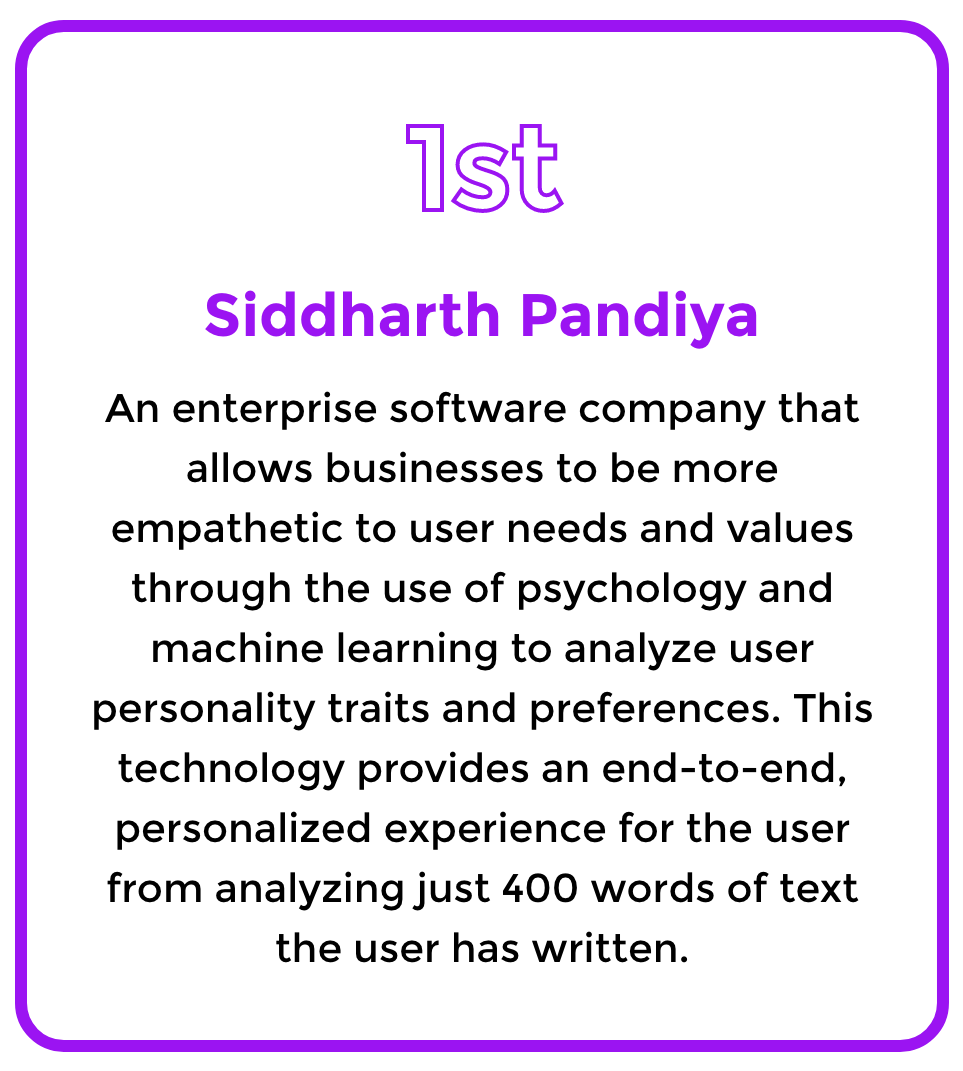 1st
Siddharth Pandiya
An enterprise software company that
allows businesses to be more
empathetic to user needs and values
through the use of psychology and
machine learning to analyze user
personality traits and preferences. This
technology provides an end-to-end,
personalized experience for the user
from analyzing just 400 words of text
the user has written.